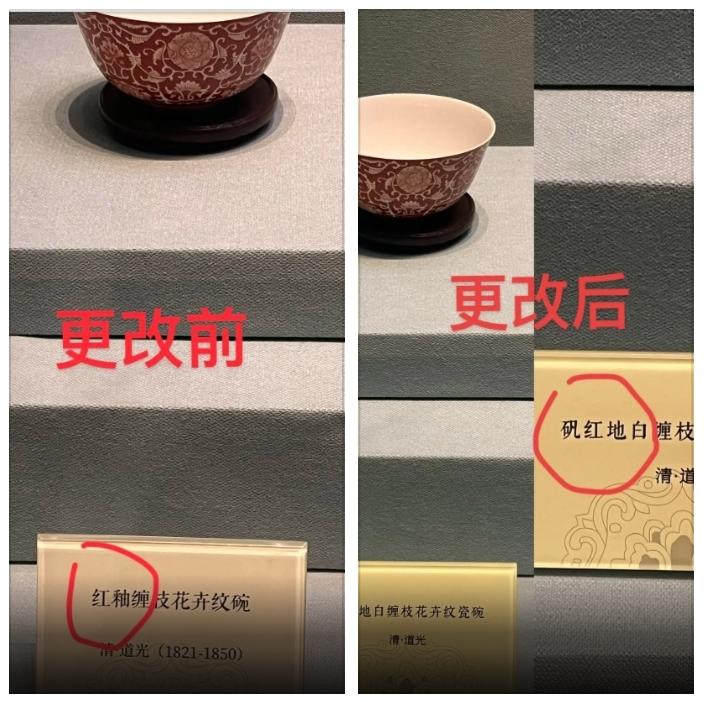 更改前
红釉缠枝花卉纹碗
清·道光（1821-1850）
更改后
矾红地白缠枝
清·道
地白缠枝花卉纹瓷碗
清·道光